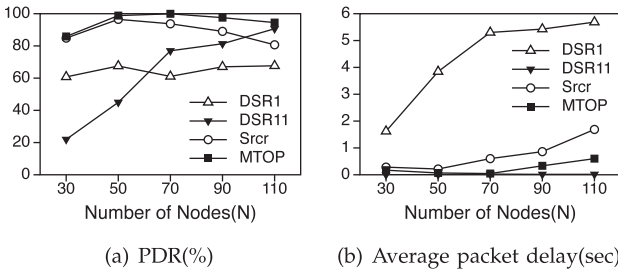 100
80
60
40
20
0
DSR1
DSR11
Srcr
MTOP
30 50 70 90 110
Number of Nodes(N)
(a) PDR(%)
6
5
4
3
2
1
0
DSR1
DSR11
Srcr
MTOP
30 50 70 90 110
Number of Nodes(N)
(b) Average packet delay(sec)